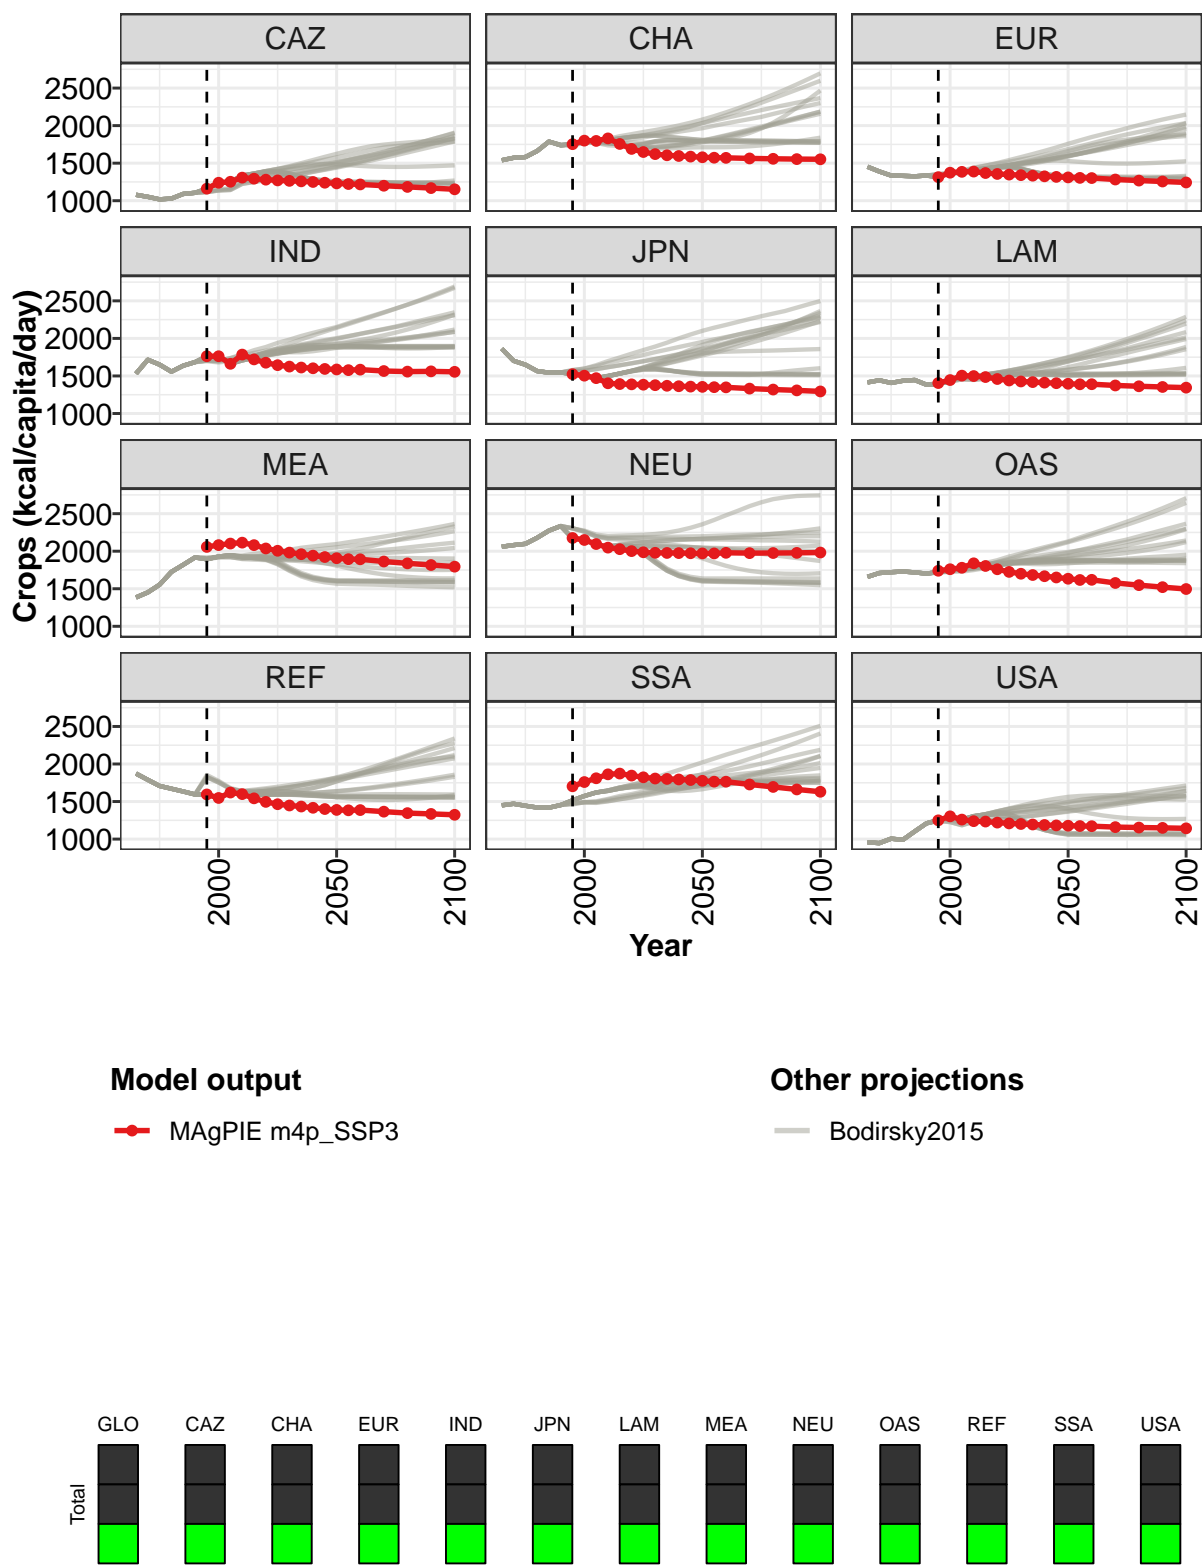 CAZ CHA EUR
2500
2000
1500
1000
IND JPN LAM
2500
2000
1500
1000
MEA NEU OAS
2500
2000
1500
1000
REF SSA USA
2500
2000
1500
1000
Crops (kcal/capita/day)
2000 2050 2100 2000 2050 2100 2000 2050 2100
Year
Model output Other projections
MAgPIE m4p_SSP3 Bodirsky2015
GLO CAZ CHA EUR IND JPN LAM MEA NEU OAS REF SSA USA
Total